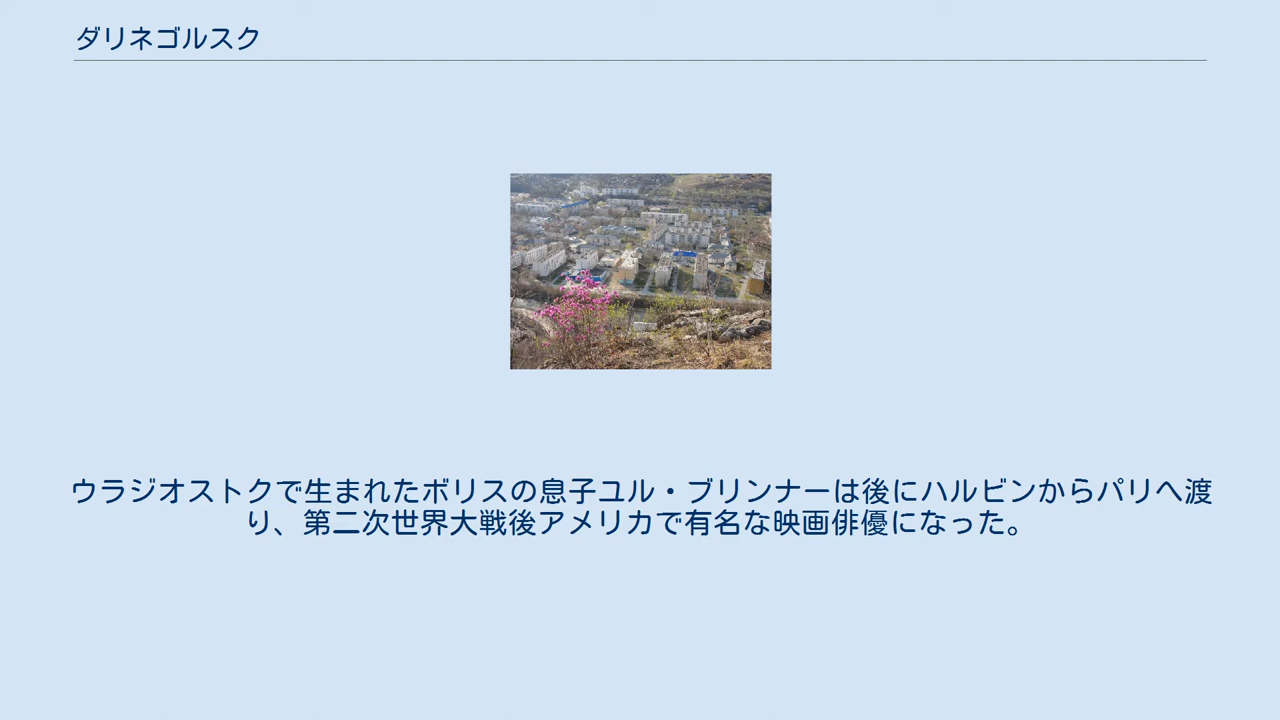 ダリネゴルスク
ウラジオストクで生まれたボリスの息子ユル・ブリンナーは後にハルビンからパリへ渡
り、第二次世界大戦後アメリカで有名な映画俳優になった。